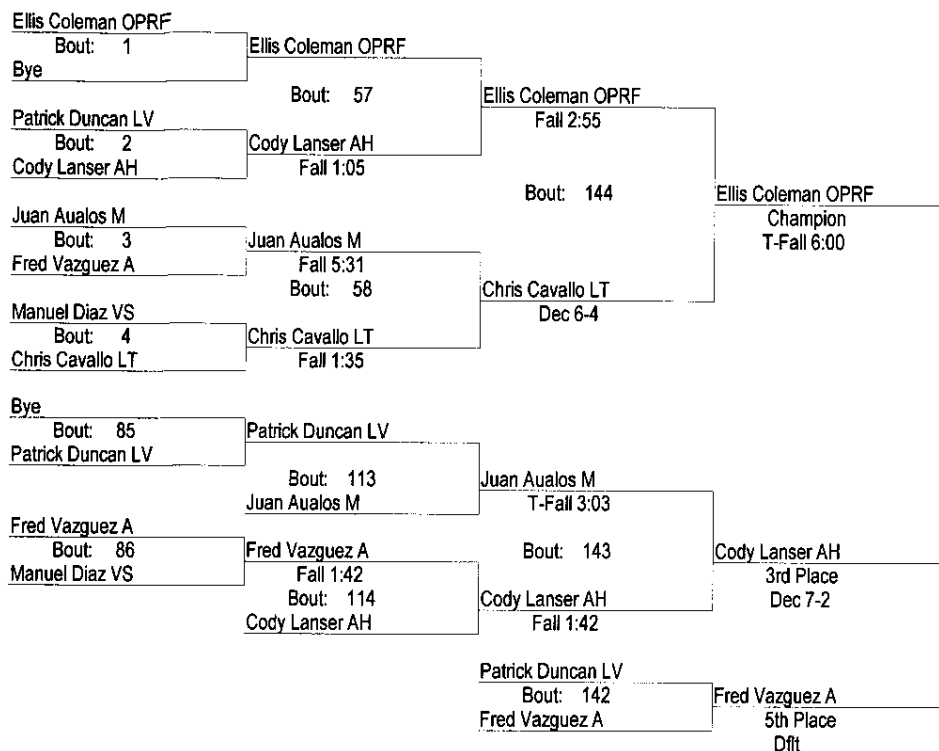 Ellis Coleman OPRF
Bout: 1
Bye
Ellis Coleman OPRF
Bout: 57
Patrick Duncan LV
Bout: 2
Cody Lanser AH
Cody Lanser AH
Fall 1:05
Ellis Coleman OPRF
Fall 2:55
Bout: 144
Juan Aualos M
Bout: 3
Fred Vazguez A
Juan Aualos M
Fall 5:31
Bout: 58
Manuel Diaz VS
Bout: 4
Chris Cavallo LT
Chris Cavallo LT
Fall 1:35
Chris Cavallo LT
Dec 6-4
Ellis Coleman OPRF
Champion
T-Fall 6:00
Bye
Bout: 85
Patrick Duncan LV
Patrick Duncan LV
Bout: 113
Juan Aualos M
Juan Aualos M
T-Fall 3:03
Bout: 143
Fred Vazguez A
Bout: 86
Manuel Diaz VS
Fred Vazguez A
Fall 1:42
Bout: 114
Cody Lanser AH
Cody Lanser AH
Fall 1:42
Cody Lanser AH
3rd Place
Dec 7-2
Patrick Duncan LV
Bout: 142
Fred Vazguez A
Fred Vazguez A
5th Place
Dflt